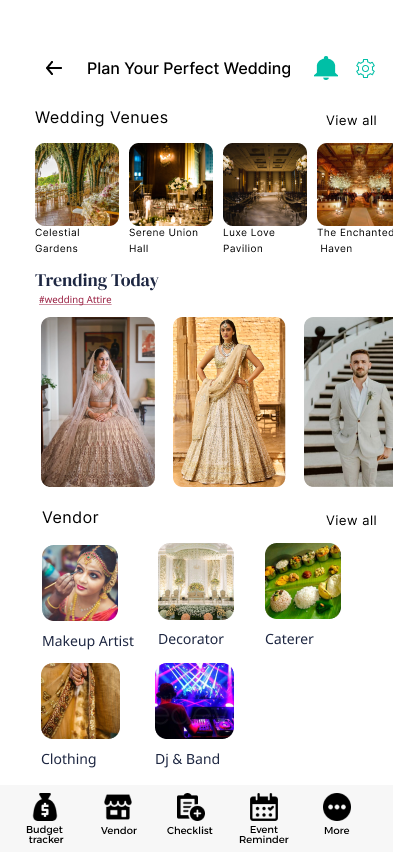 Plan Your Perfect Wedding
Wedding Venues
View all
Celestial
Gardens
Serene Union
Hall
Luxe Love
Pavilion
The Enchanted
Haven
Trending Today
#wedding Attire
Vendor
View all
Makeup Artist
Decorator
Caterer
Clothing
Dj & Band
Budget
tracker
Vendor
Checklist
Event
Reminder
More